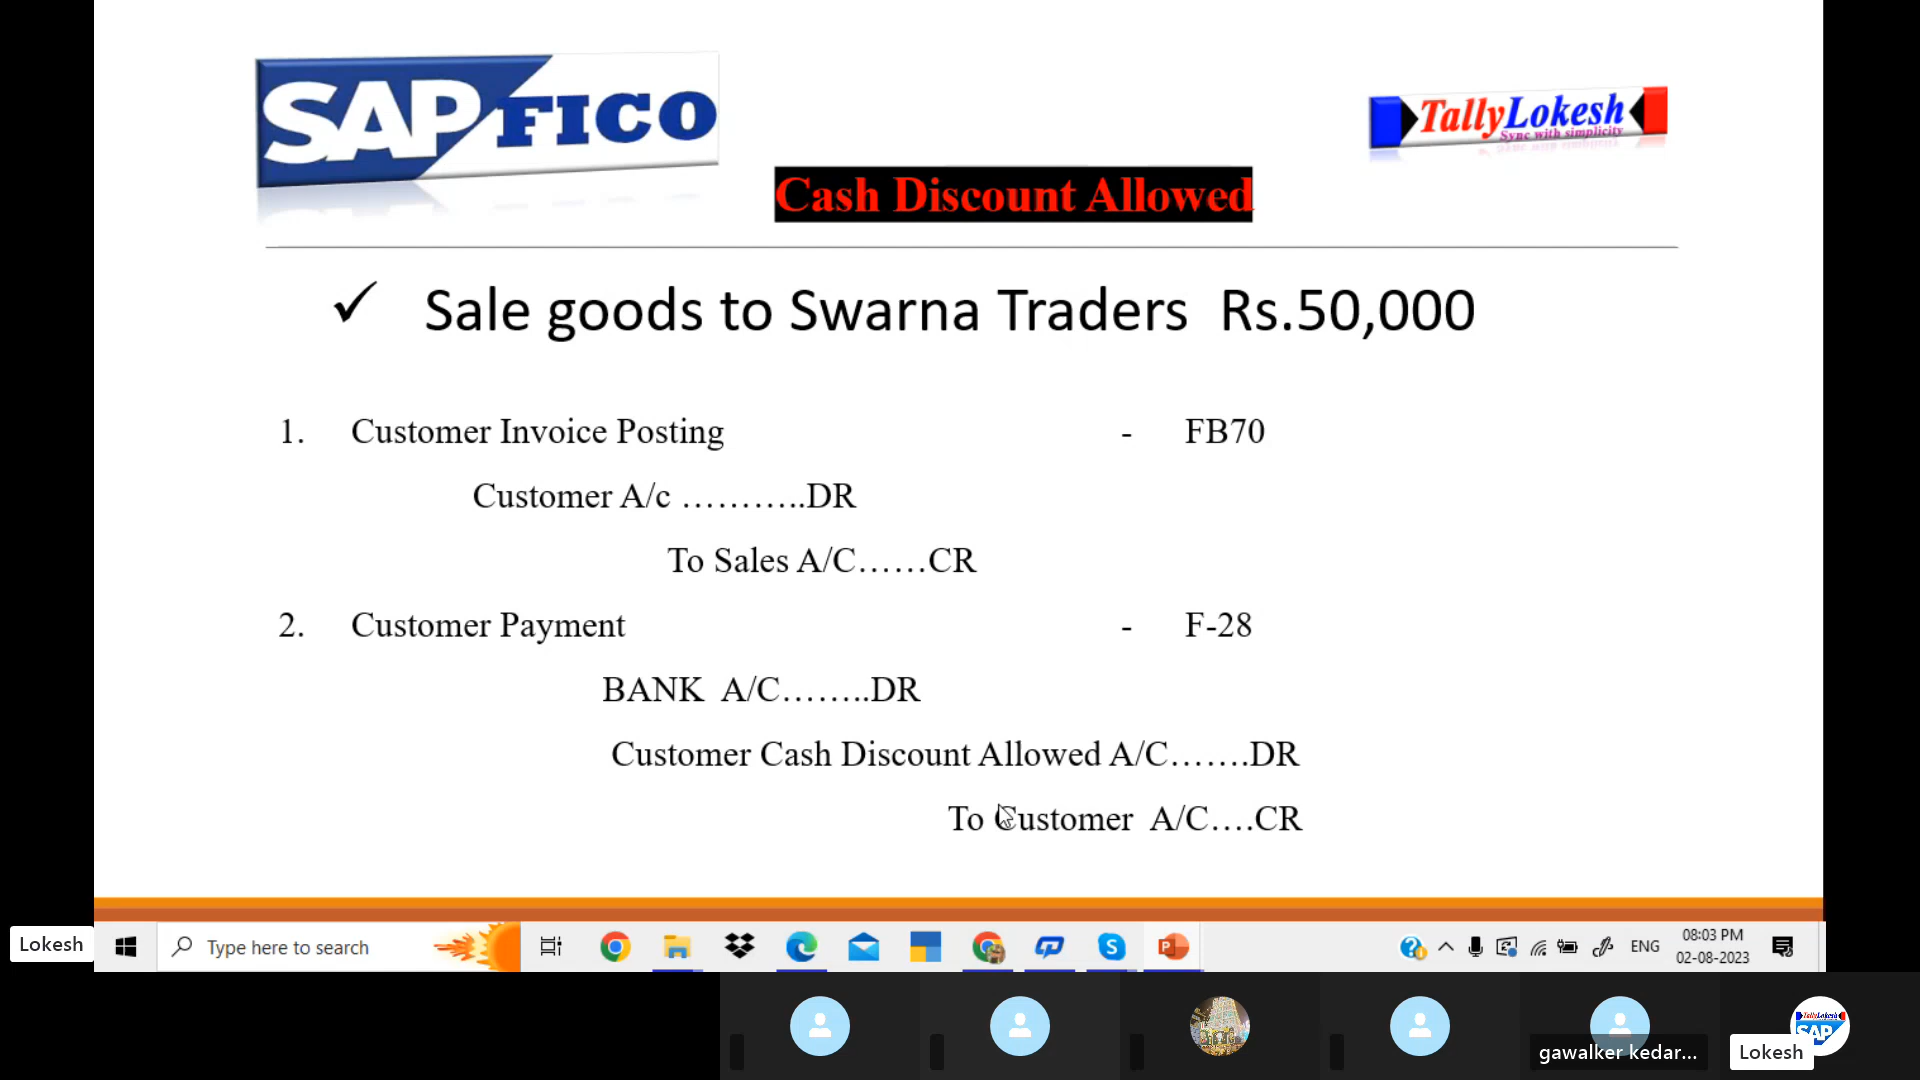 SAP FICO
TallyLokesh
Sync with simplicity
Cash Discount Allowed
✓ Sale goods to Swarna Traders Rs.50,000
1. Customer Invoice Posting - FB70
Customer A/c ………..DR
To Sales A/C……CR
2. Customer Payment - F-28
BANK A/C……..DR
Customer Cash Discount Allowed A/C…….DR
To Customer A/C….CR
Lokesh
Type here to search
ENG
08:03 PM
02-08-2023
TallyLokesh
SAP
gawalker kedar...
Lokesh